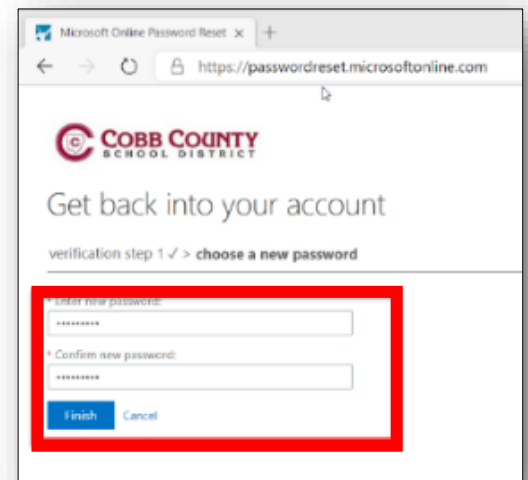 Microsoft Online Password Reset
https://passwordreset.microsoftonline.com
COBB COUNTY
SCHOOL DISTRICT
Get back into your account
verification step 1 ✓ > choose a new password
* Enter new password:
•••••••••
* Confirm new password:
•••••••••
Finish Cancel